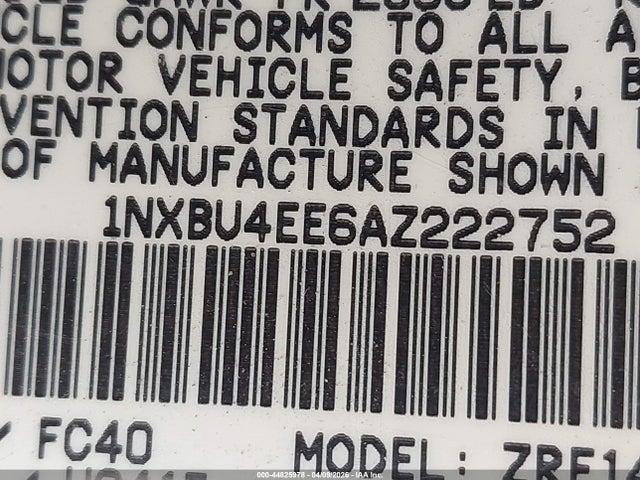 CLE CONFORMS TO ALL A
MOTOR VEHICLE SAFETY, B
VENTION STANDARDS IN
OF MANUFACTURE SHOWN
1NXBU4EE6AZ222752
FC40
MODEL: ZRE14
000-44825978 - 04/09/2026 - IAA Inc.